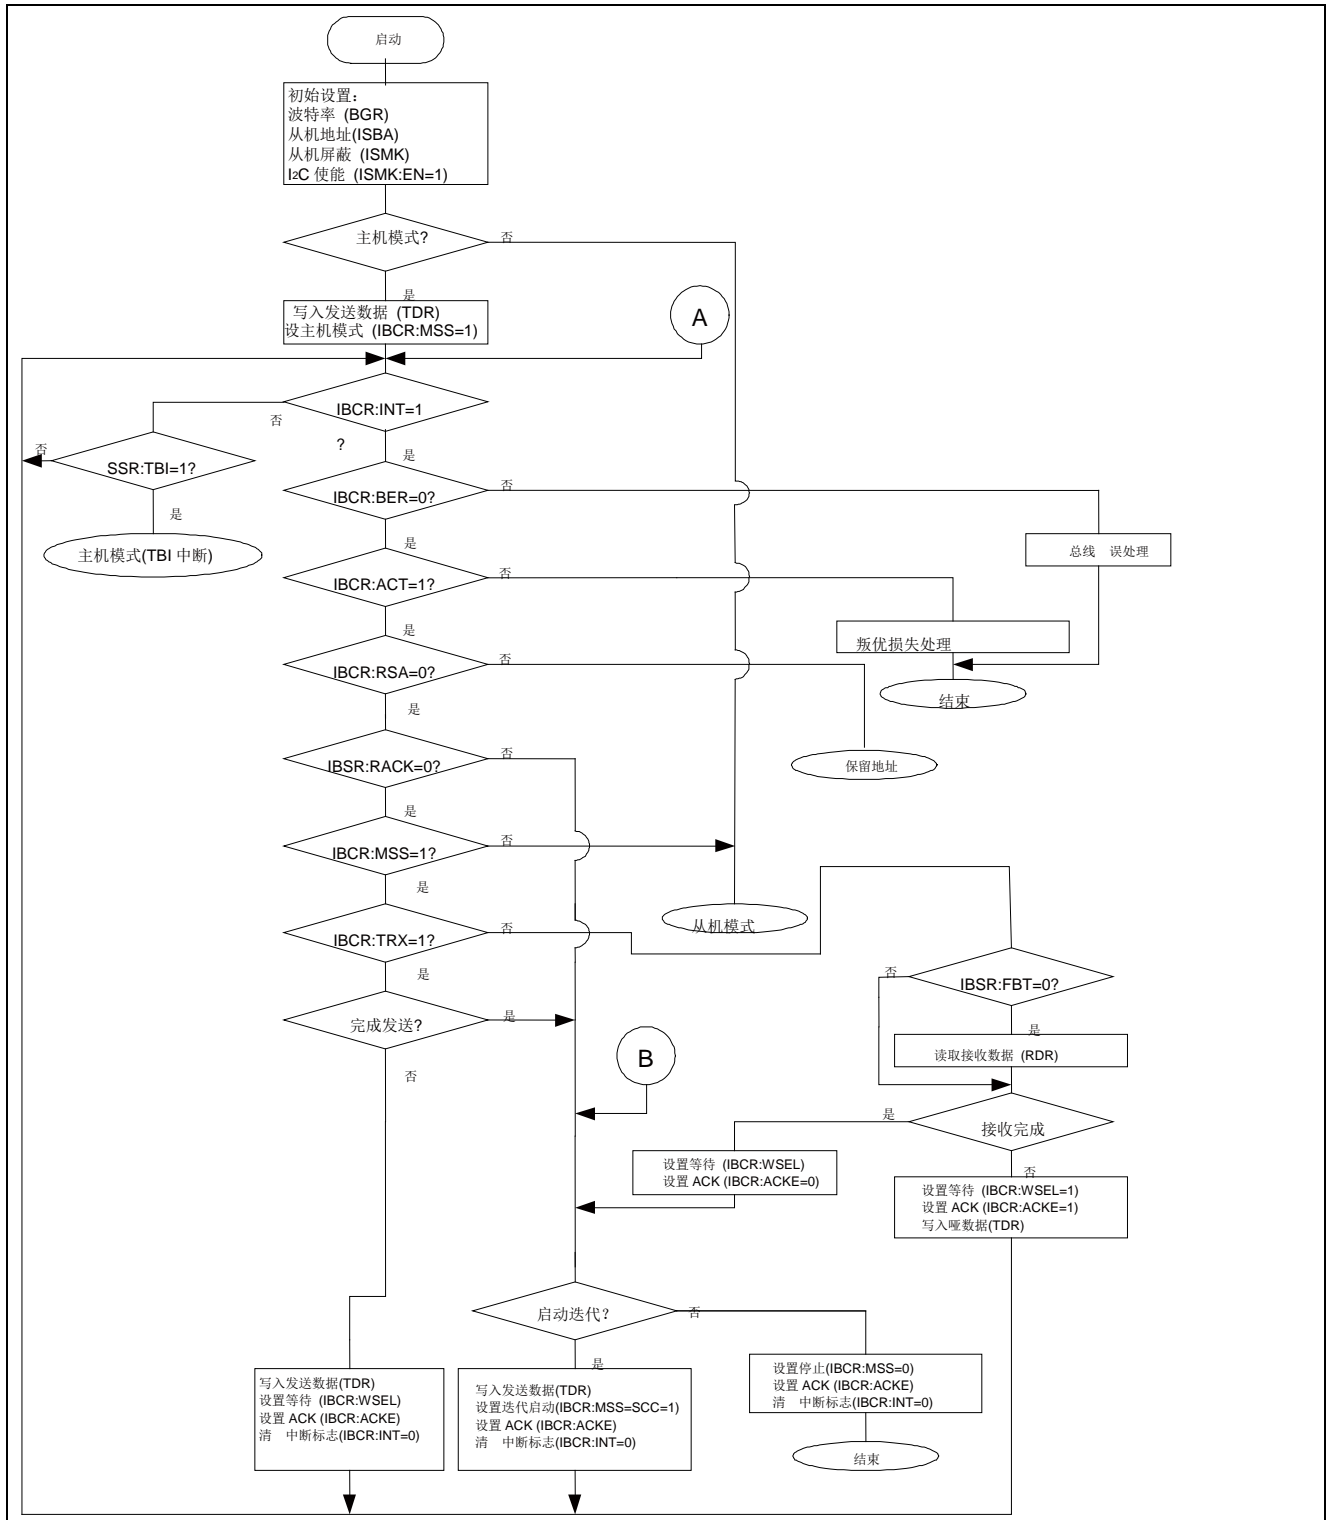 启动
初始设置：
波特率 (BGR)
从机地址(ISBA)
从机屏蔽 (ISMK)
I2C 使能 (ISMK:EN=1)
主机模式?
否
是
写入发送数据 (TDR)
设主机模式 (IBCR:MSS=1)
A
IBCR:INT=1
?
否
是
否
SSR:TBI=1?
是
主机模式(TBI 中断)
IBCR:BER=0?
否
是
总线 误处理
IBCR:ACT=1?
否
是
叛优损失处理
IBCR:RSA=0?
否
是
结束
IBSR:RACK=0?
否
是
保留地址
IBCR:MSS=1?
否
是
从机模式
IBCR:TRX=1?
否
是
否
IBSR:FBT=0?
是
读取接收数据 (RDR)
完成发送?
是
否
B
是
接收完成
否
设置等待 (IBCR:WSEL)
设置 ACK (IBCR:ACKE=0)
设置等待 (IBCR:WSEL=1)
设置 ACK (IBCR:ACKE=1)
写入哑数据(TDR)
启动迭代?
否
是
写入发送数据(TDR)
设置等待 (IBCR:WSEL)
设置 ACK (IBCR:ACKE)
清 中断标志(IBCR:INT=0)
写入发送数据(TDR)
设置迭代启动(IBCR:MSS=SCC=1)
设置 ACK (IBCR:ACKE)
清 中断标志(IBCR:INT=0)
设置停止(IBCR:MSS=0)
设置 ACK (IBCR:ACKE)
清 中断标志(IBCR:INT=0)
结束